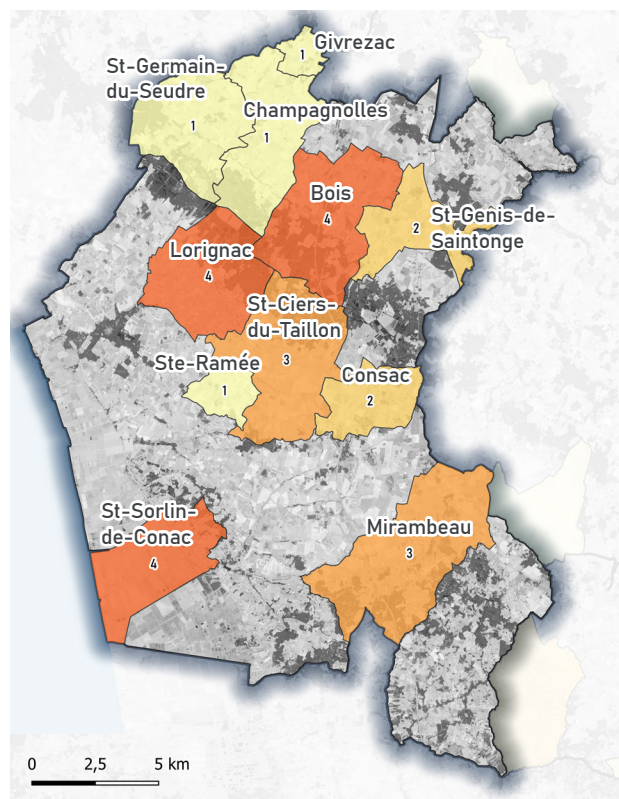 Givrezac
1
St-Germain-
du-Seudre
1
Champagnolles
1
Bois
4
St-Genis-de-
Saintonge
2
Lorignac
4
St-Ciers-
du-Taillon
3
Ste-Ramée
1
Consac
2
St-Sorlin-
de-Conac
4
Mirambeau
3
0 2,5 5 km